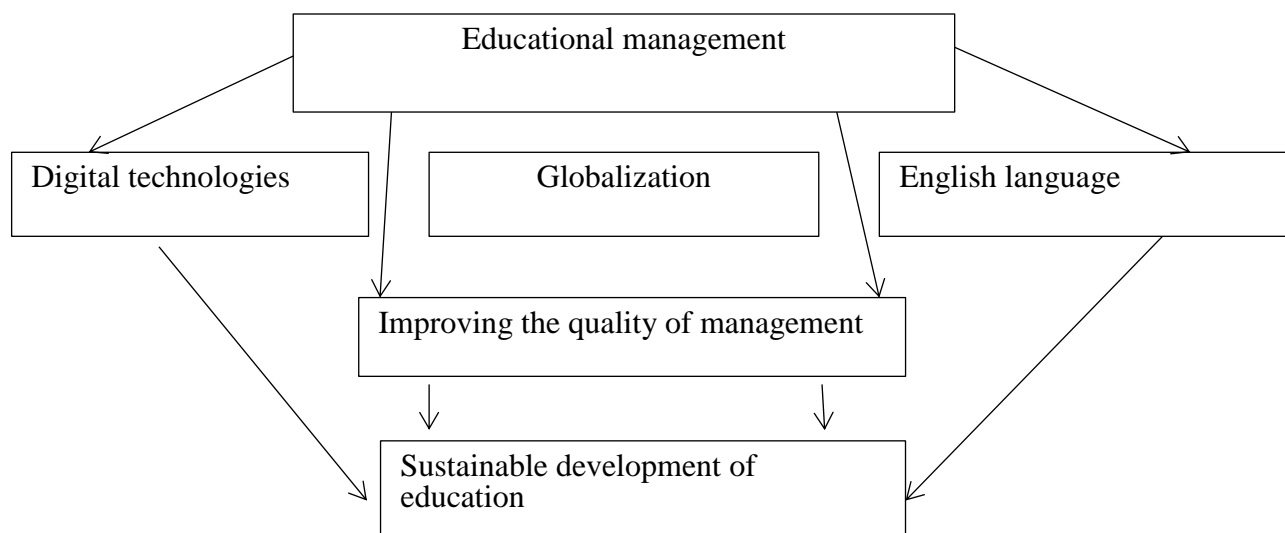 Educational management
Digital technologies
Globalization
English language
Improving the quality of management
Sustainable development of
education